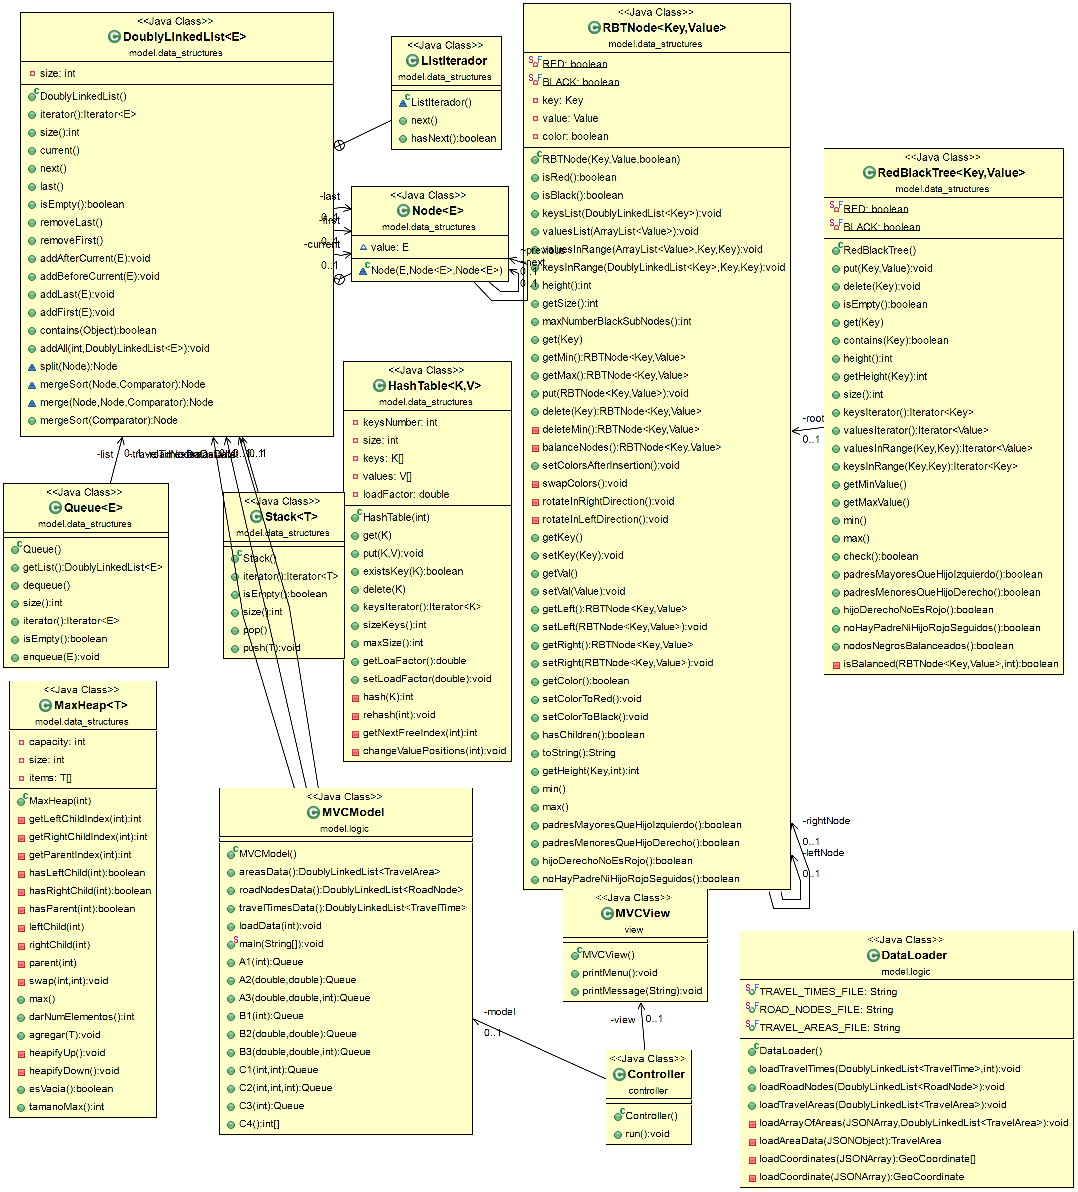 <<Java Class>>
DoublyLinkedList<E>
model.data_structures
size: int
DoublyLinkedList()
iterator():Iterator<E>
size():int
current()
next()
last()
isEmpty():boolean
removeLast()
removeFirst()
addAfterCurrent(E):void
addBeforeCurrent(E):void
addLast(E):void
addFirst(E):void
contains(Object):boolean
addAll(int,DoublyLinkedList<E>):void
split(Node):Node
mergeSort(Node,Comparator):Node
merge(Node,Node,Comparator):Node
mergeSort(Comparator):Node
<<Java Class>>
ListIterador
model.data_structures
ListIterador()
next()
hasNext():boolean
-last
0..1
-first
0..1
-current
0..1
<<Java Class>>
Node<E>
model.data_structures
value: E
Node(E,Node<E>,Node<E>)
~previous
0..1
~next
0..1
<<Java Class>>
RBTNode<Key,Value>
model.data_structures
RED: boolean
BLACK: boolean
key: Key
value: Value
color: boolean
RBTNode(Key,Value,boolean)
isRed():boolean
isBlack():boolean
keysList(DoublyLinkedList<Key>):void
valuesList(ArrayList<Value>):void
valuesInRange(ArrayList<Value>,Key,Key):void
keysInRange(DoublyLinkedList<Key>,Key,Key):void
height():int
getSize():int
maxNumberBlackSubNodes():int
get(Key)
getMin():RBTNode<Key,Value>
getMax():RBTNode<Key,Value>
put(RBTNode<Key,Value>):void
delete(Key):RBTNode<Key,Value>
deleteMin():RBTNode<Key,Value>
balanceNodes():RBTNode<Key,Value>
setColorsAfterInsertion():void
swapColors():void
rotateInRightDirection():void
rotateInLeftDirection():void
getKey()
setKey(Key):void
getVal()
setVal(Value):void
getLeft():RBTNode<Key,Value>
setLeft(RBTNode<Key,Value>):void
getRight():RBTNode<Key,Value>
setRight(RBTNode<Key,Value>):void
getColor():boolean
setColorToRed():void
setColorToBlack():void
hasChildren():boolean
toString():String
getHeight(Key,int):int
min()
max()
padresMayoresQueHijoIzquierdo():boolean
padresMenoresQueHijoDerecho():boolean
hijoDerechoNoEsRojo():boolean
noHayPadreNiHijoRojoSeguidos():boolean
-rightNode
0..1
-leftNode
0..1
-root
0..1
<<Java Class>>
RedBlackTree<Key,Value>
model.data_structures
RED: boolean
BLACK: boolean
RedBlackTree()
put(Key,Value):void
delete(Key):void
isEmpty():boolean
get(Key)
contains(Key):boolean
height():int
getHeight(Key):int
size():int
keysIterator():Iterator<Key>
valuesIterator():Iterator<Value>
valuesInRange(Key,Key):Iterator<Value>
keysInRange(Key,Key):Iterator<Key>
getMinValue()
getMaxValue()
min()
max()
check():boolean
padresMayoresQueHijoIzquierdo():boolean
padresMenoresQueHijoDerecho():boolean
hijoDerechoNoEsRojo():boolean
noHayPadreNiHijoRojoSeguidos():boolean
nodosNegrosBalanceados():boolean
isBalanced(RBTNode<Key,Value>,int):boolean
<<Java Class>>
HashTable<K,V>
model.data_structures
keysNumber: int
size: int
keys: K[]
values: V[]
loadFactor: double
HashTable(int)
get(K)
put(K,V):void
existsKey(K):boolean
delete(K)
keysIterator():Iterator<K>
sizeKeys():int
maxSize():int
getLoaFactor():double
setLoadFactor(double):void
hash(K):int
rehash(int):void
getNextFreeIndex(int):int
changeValuePositions(int):void
-list
<<Java Class>>
Queue<E>
model.data_structures
Queue()
getList():DoublyLinkedList<E>
dequeue()
size():int
iterator():Iterator<E>
isEmpty():boolean
enqueue(E):void
<<Java Class>>
Stack<T>
model.data_structures
Stack()
iterator():Iterator<T>
isEmpty():boolean
size():int
pop()
push(T):void
<<Java Class>>
MaxHeap<T>
model.data_structures
capacity: int
size: int
items: T[]
MaxHeap(int)
getLeftChildIndex(int):int
getRightChildIndex(int):int
getParentIndex(int):int
hasLeftChild(int):boolean
hasRightChild(int):boolean
hasParent(int):boolean
leftChild(int)
rightChild(int)
parent(int)
swap(int,int):void
max()
darNumElementos():int
agregar(T):void
heapifyUp():void
heapifyDown():void
esVacia():boolean
tamanoMax():int
<<Java Class>>
MVCModel
model.logic
MVCModel()
areasData():DoublyLinkedList<TravelArea>
roadNodesData():DoublyLinkedList<RoadNode>
travelTimesData():DoublyLinkedList<TravelTime>
loadData(int):void
main(String[]):void
A1(int):Queue
A2(double,double):Queue
A3(double,double,int):Queue
B1(int):Queue
B2(double,double):Queue
B3(double,double,int):Queue
C1(int,int):Queue
C2(int,int,int):Queue
C3(int):Queue
C4():int[]
-model
0..1
<<Java Class>>
MVCView
view
MVCView()
printMenu():void
printMessage(String):void
-view
0..1
<<Java Class>>
Controller
controller
Controller()
run():void
<<Java Class>>
DataLoader
model.logic
TRAVEL_TIMES_FILE: String
ROAD_NODES_FILE: String
TRAVEL_AREAS_FILE: String
DataLoader()
loadTravelTimes(DoublyLinkedList<TravelTime>,int):void
loadRoadNodes(DoublyLinkedList<RoadNode>):void
loadTravelAreas(DoublyLinkedList<TravelArea>):void
loadArrayOfAreas(JSONArray,DoublyLinkedList<TravelArea>):void
loadAreaData(JSONObject):TravelArea
loadCoordinates(JSONArray):GeoCoordinate[]
loadCoordinate(JSONArray):GeoCoordinate